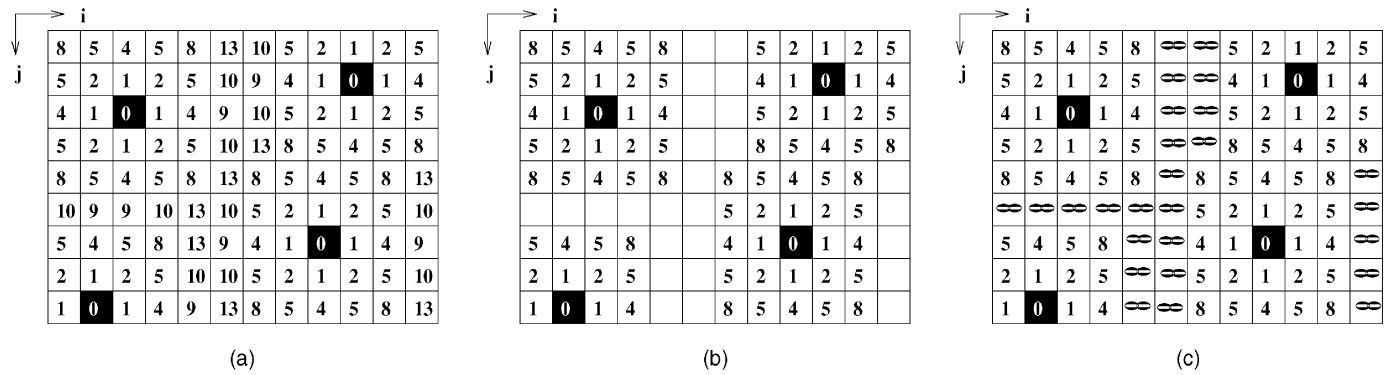 i
j
8 5 4 5 8 13 10 5 2 1 2 5
5 2 1 2 5 10 9 4 1 0 1 4
4 1 0 1 4 9 10 5 2 1 2 5
5 2 1 2 5 10 13 8 5 4 5 8
8 5 4 5 8 13 8 5 4 5 8 13
10 9 9 10 13 10 5 2 1 2 5 10
5 4 5 8 13 9 4 1 0 1 4 9
2 1 2 5 10 10 5 2 1 2 5 10
1 0 1 4 9 13 8 5 4 5 8 13
(a)
i
j
8 5 4 5 8 5 2 1 2 5
5 2 1 2 5 4 1 0 1 4
4 1 0 1 4 5 2 1 2 5
5 2 1 2 5 8 5 4 5 8
8 5 4 5 8 8 5 4 5 8
5 2 1 2 5
5 4 5 8 4 1 0 1 4
2 1 2 5 5 2 1 2 5
1 0 1 4 8 5 4 5 8
(b)
i
j
8 5 4 5 8 ∞ ∞ 5 2 1 2 5
5 2 1 2 5 ∞ ∞ 4 1 0 1 4
4 1 0 1 4 ∞ ∞ 5 2 1 2 5
5 2 1 2 5 ∞ ∞ 8 5 4 5 8
8 5 4 5 8 ∞ 8 5 4 5 8 ∞
∞ ∞ ∞ ∞ ∞ ∞ 5 2 1 2 5 ∞
5 4 5 8 ∞ ∞ 4 1 0 1 4 ∞
2 1 2 5 ∞ ∞ 5 2 1 2 5 ∞
1 0 1 4 ∞ ∞ 8 5 4 5 8 ∞
(c)